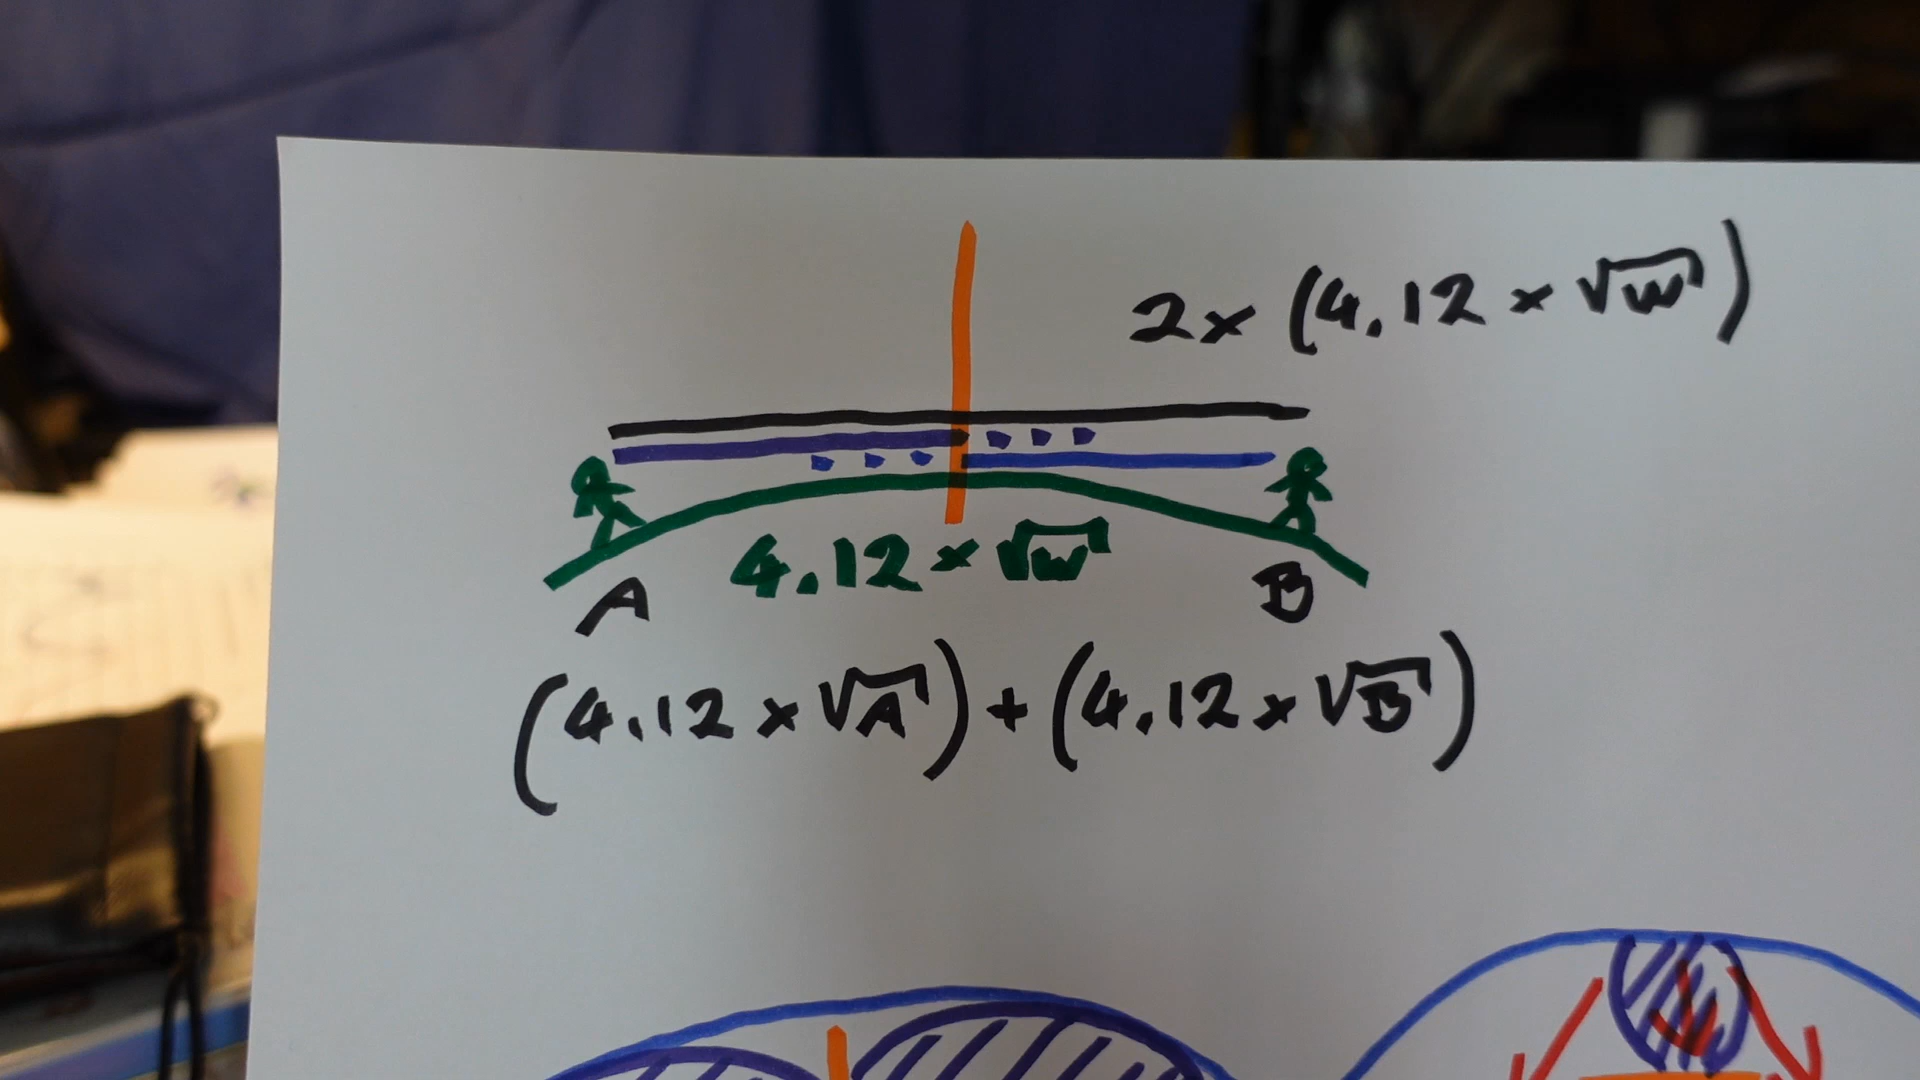 2x (4.12 x √w)
4.12 x √w
A B
(4.12 x √A) + (4.12 x √B)